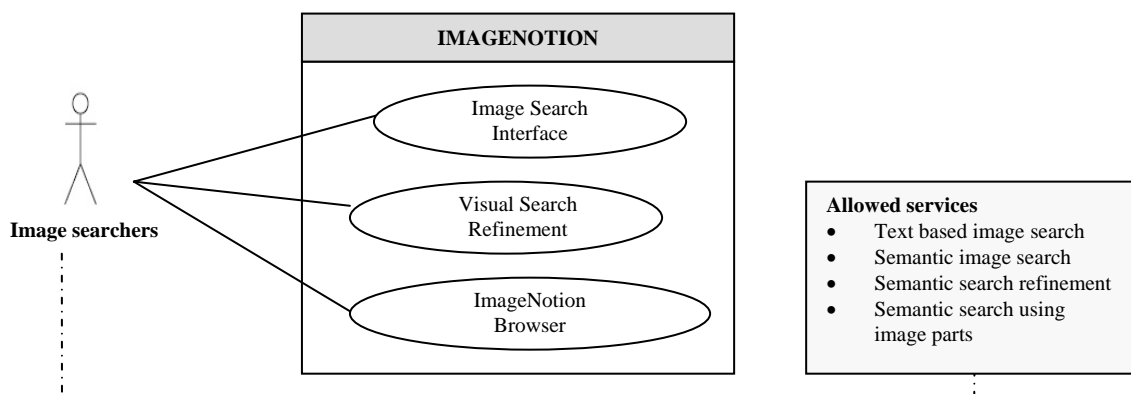 IMAGENOTION
Image Search
Interface
Visual Search
Refinement
ImageNotion
Browser
Image searchers
Allowed services
• Text based image search
• Semantic image search
• Semantic search refinement
• Semantic search using
image parts